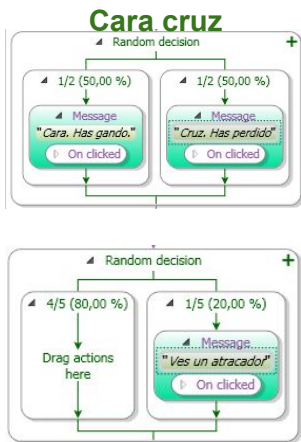 Cara cruz
Random decision
1/2 (50,00 %)
1/2 (50,00 %)
Message
"Cara. Has gando."
On clicked
Message
"Cruz. Has perdido"
On clicked
Random decision
4/5 (80,00 %)
1/5 (20,00 %)
Drag actions
here
Message
"Ves un atracador"
On clicked